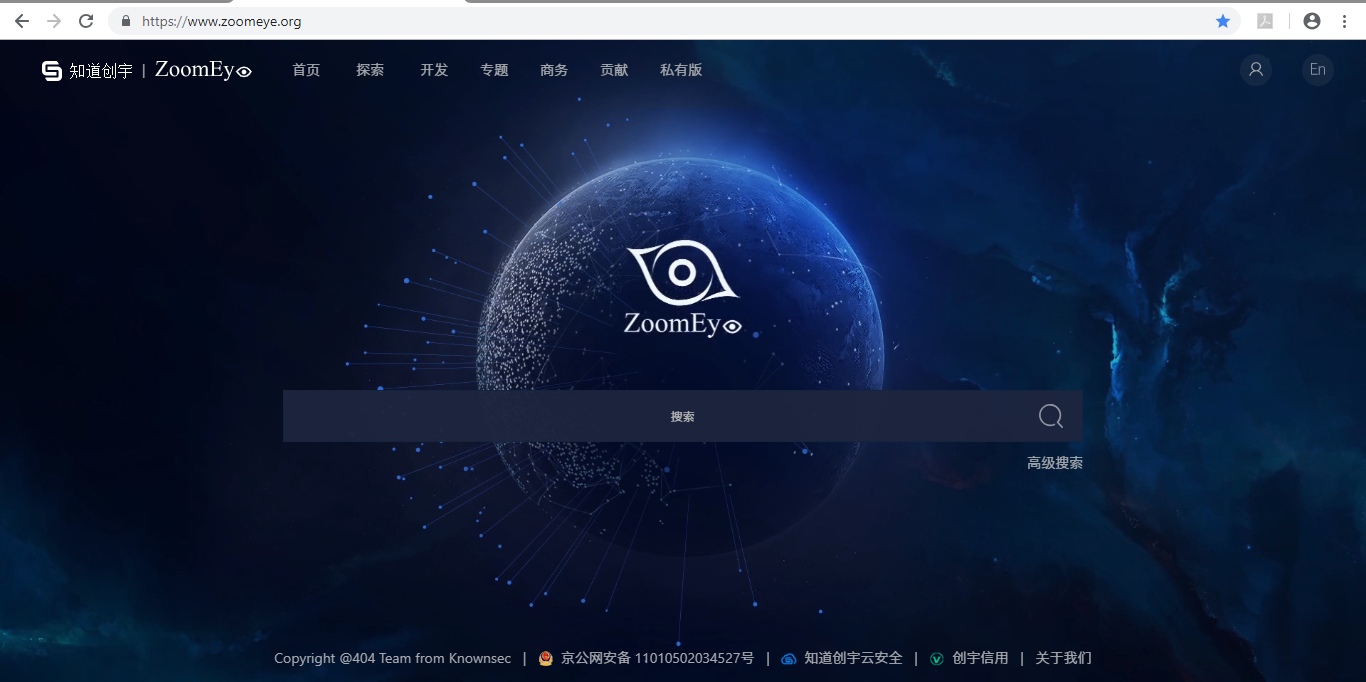 https://www.zoomeye.org
知道创宇 | ZoomEye 首页 探索 开发 专题 商务 贡献 私有版 En
ZoomEye
搜索
高级搜索
Copyright @404 Team from Knownsec | 京公网安备 11010502034527号 | 知道创宇云安全 | 创宇信用 | 关于我们